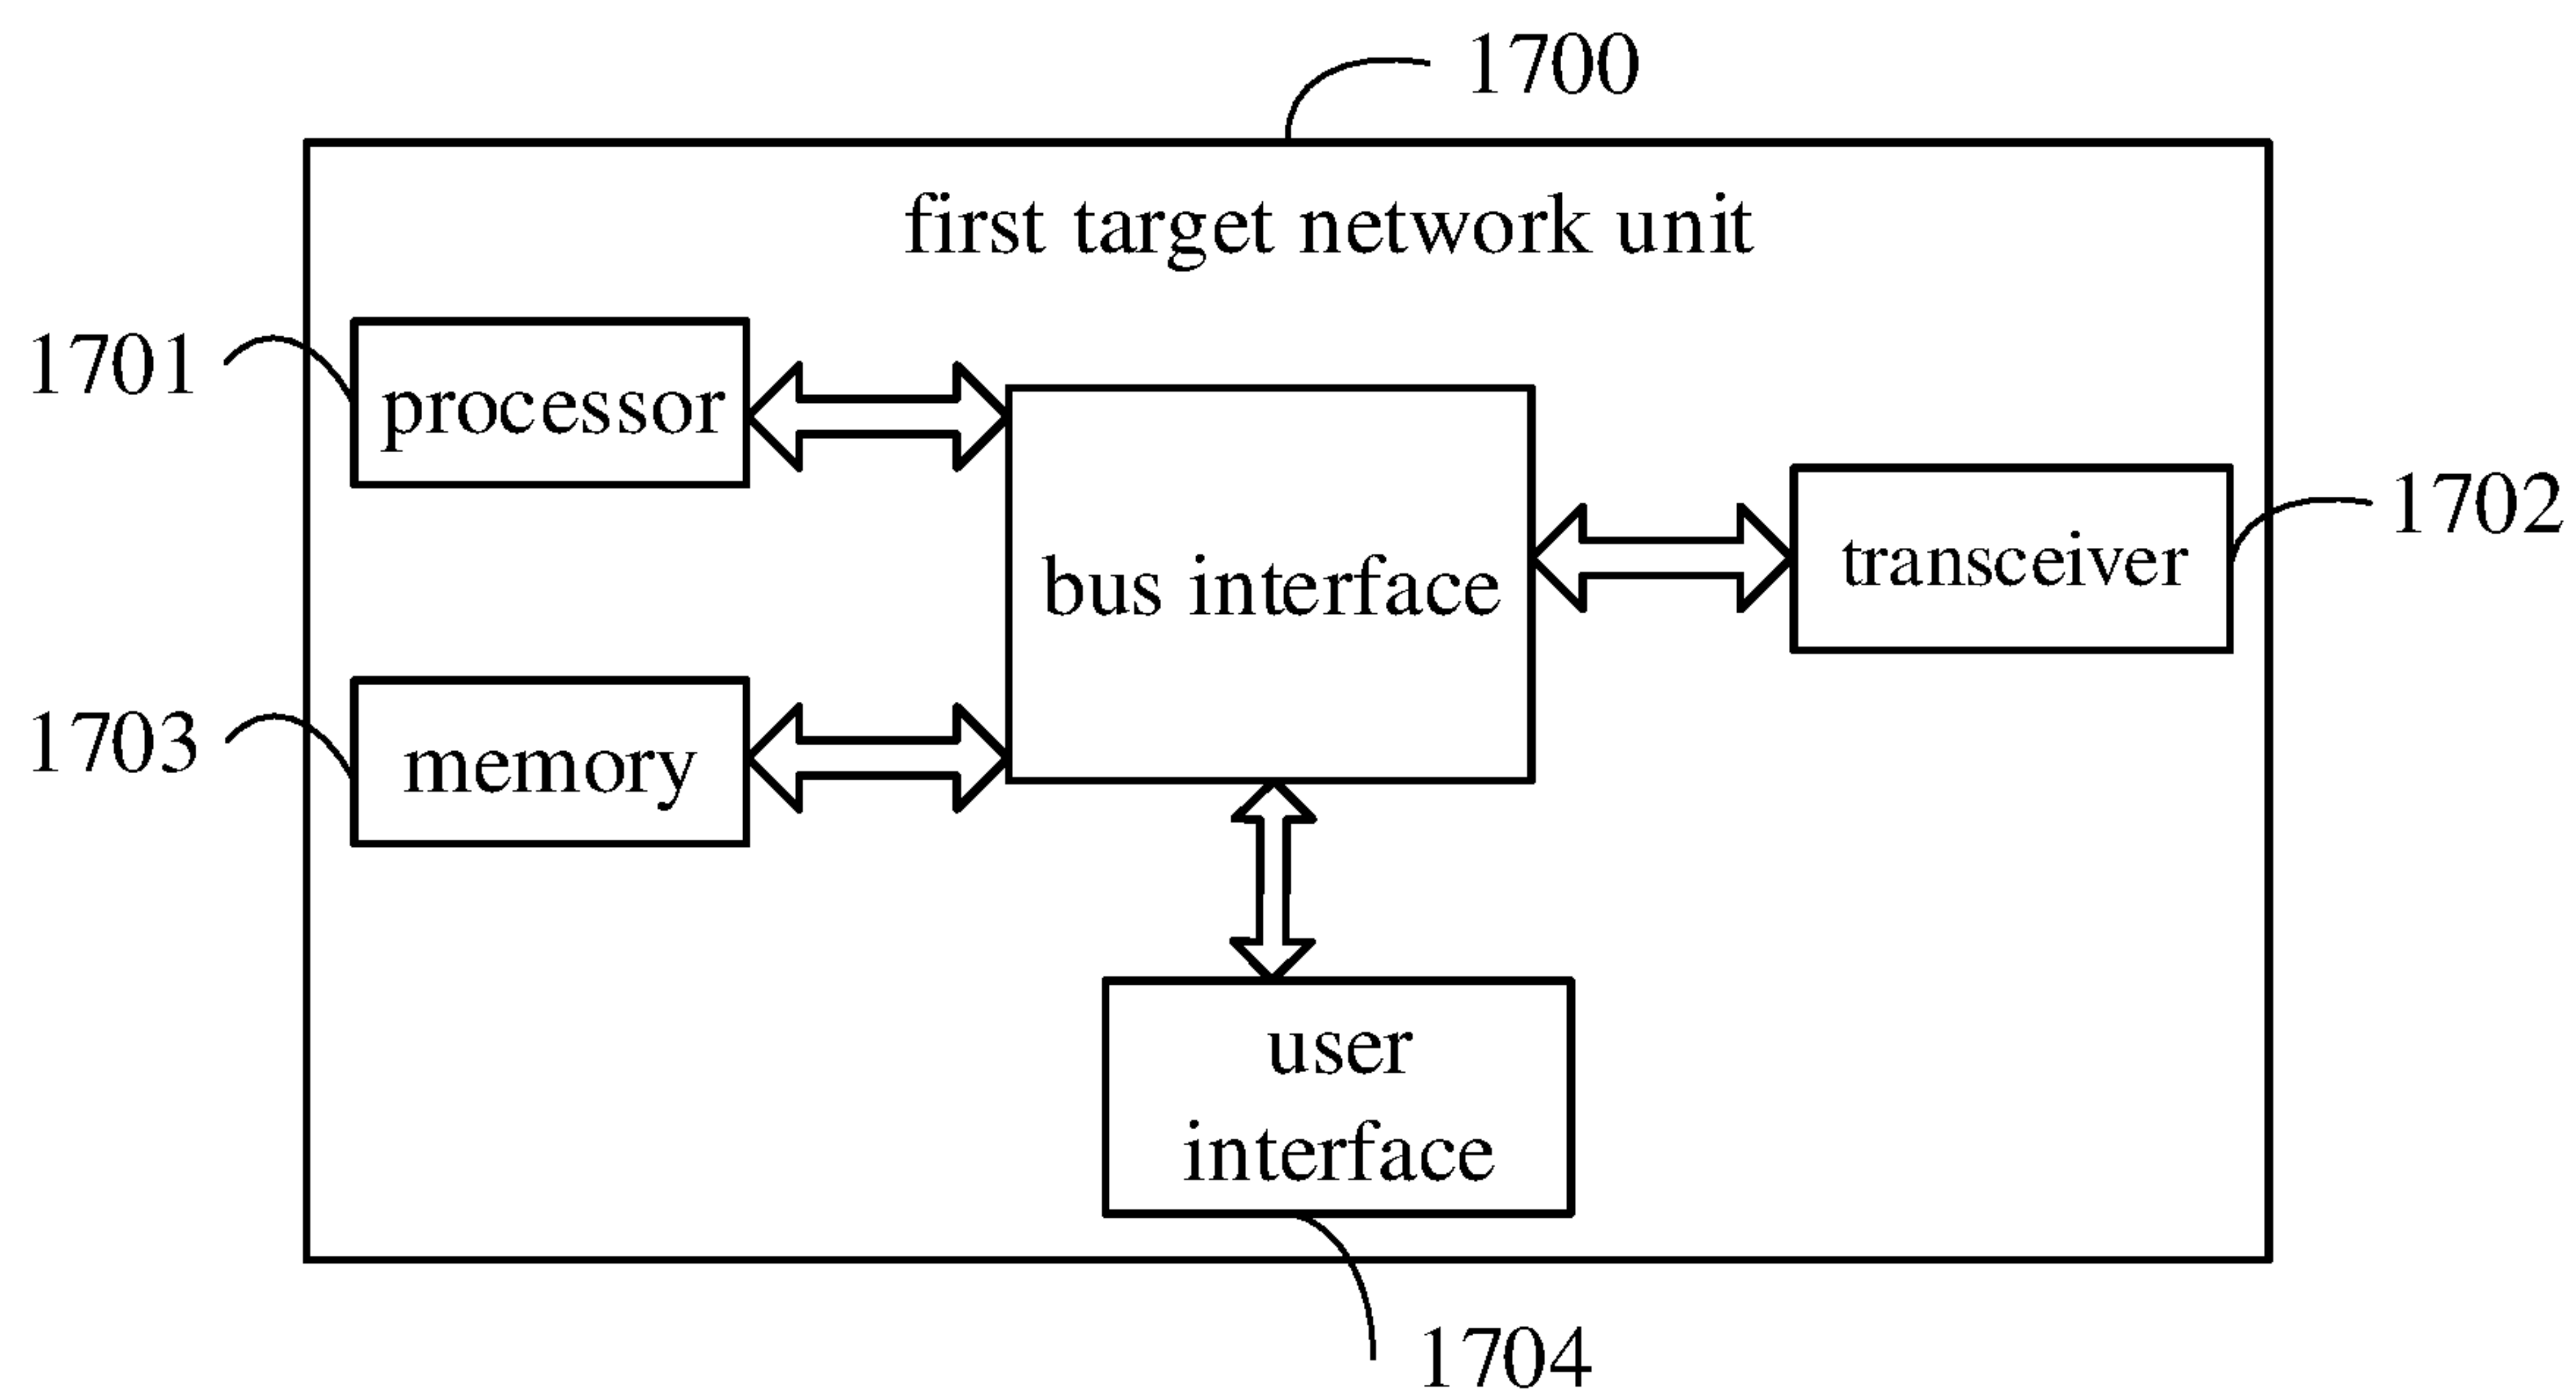 1700
first target network unit
1701
processor
bus interface
transceiver
1702
1703
memory
user
interface
1704